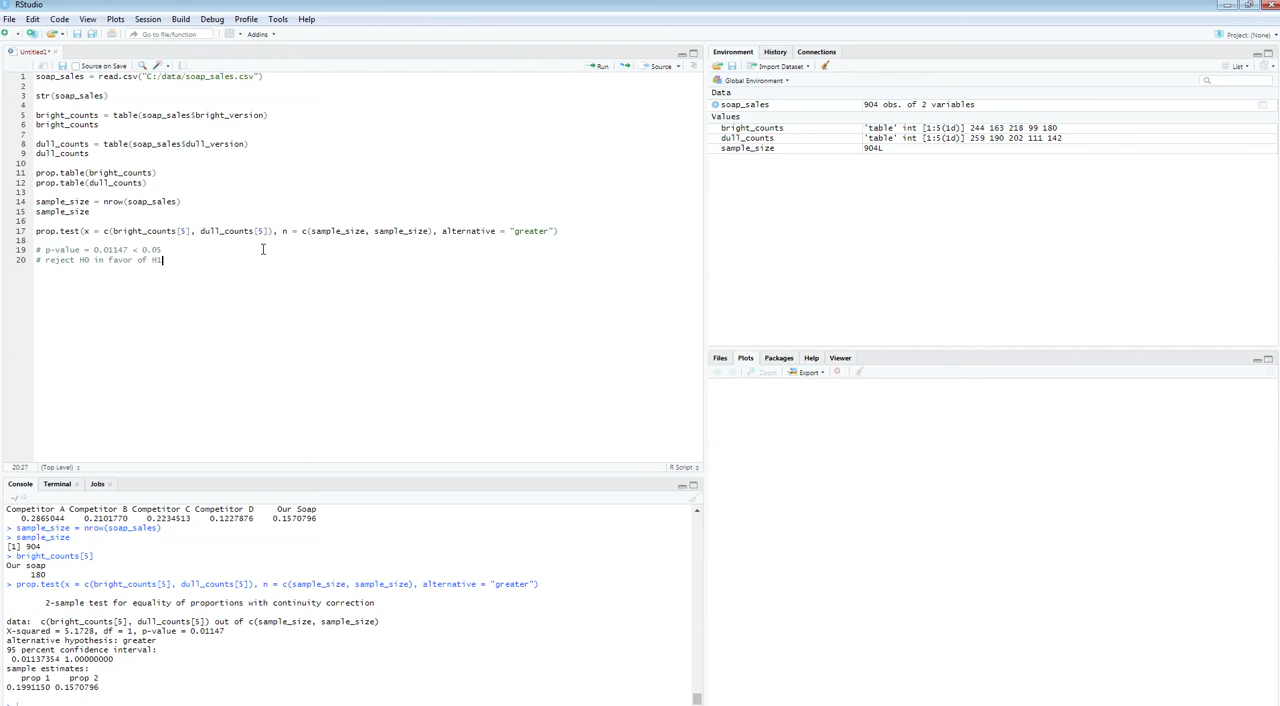 RStudio
File Edit Code View Plots Session Build Debug Profile Tools Help
Go to file/function Addins Project: (None)
Untitled1*
Source on Save Run Source
1 soap_sales = read.csv("C:/data/soap_sales.csv")
2
3 str(soap_sales)
4
5 bright_counts = table(soap_sales$bright_version)
6 bright_counts
7
8 dull_counts = table(soap_sales$dull_version)
9 dull_counts
10
11 prop.table(bright_counts)
12 prop.table(dull_counts)
13
14 sample_size = nrow(soap_sales)
15 sample_size
16
17 prop.test(x = c(bright_counts[5], dull_counts[5]), n = c(sample_size, sample_size), alternative = "greater")
18
19 # p-value = 0.01147 < 0.05
20 # reject H0 in favor of H1
20:27 (Top Level) R Script
Console Terminal Jobs
~/
Competitor A Competitor B Competitor C Competitor D Our Soap
0.2865044 0.2101770 0.2234513 0.1227876 0.1570796
> sample_size = nrow(soap_sales)
> sample_size
[1] 904
> bright_counts[5]
Our soap
180
> prop.test(x = c(bright_counts[5], dull_counts[5]), n = c(sample_size, sample_size), alternative = "greater")
2-sample test for equality of proportions with continuity correction
data: c(bright_counts[5], dull_counts[5]) out of c(sample_size, sample_size)
X-squared = 5.1728, df = 1, p-value = 0.01147
alternative hypothesis: greater
95 percent confidence interval:
0.01137354 1.00000000
sample estimates:
prop 1 prop 2
0.1991150 0.1570796
>
Environment History Connections
Import Dataset List
Global Environment
Data
soap_sales 904 obs. of 2 variables
Values
bright_counts 'table' int [1:5(1d)] 244 163 218 99 180
dull_counts 'table' int [1:5(1d)] 259 190 202 111 142
sample_size 904L
Files Plots Packages Help Viewer
Zoom Export